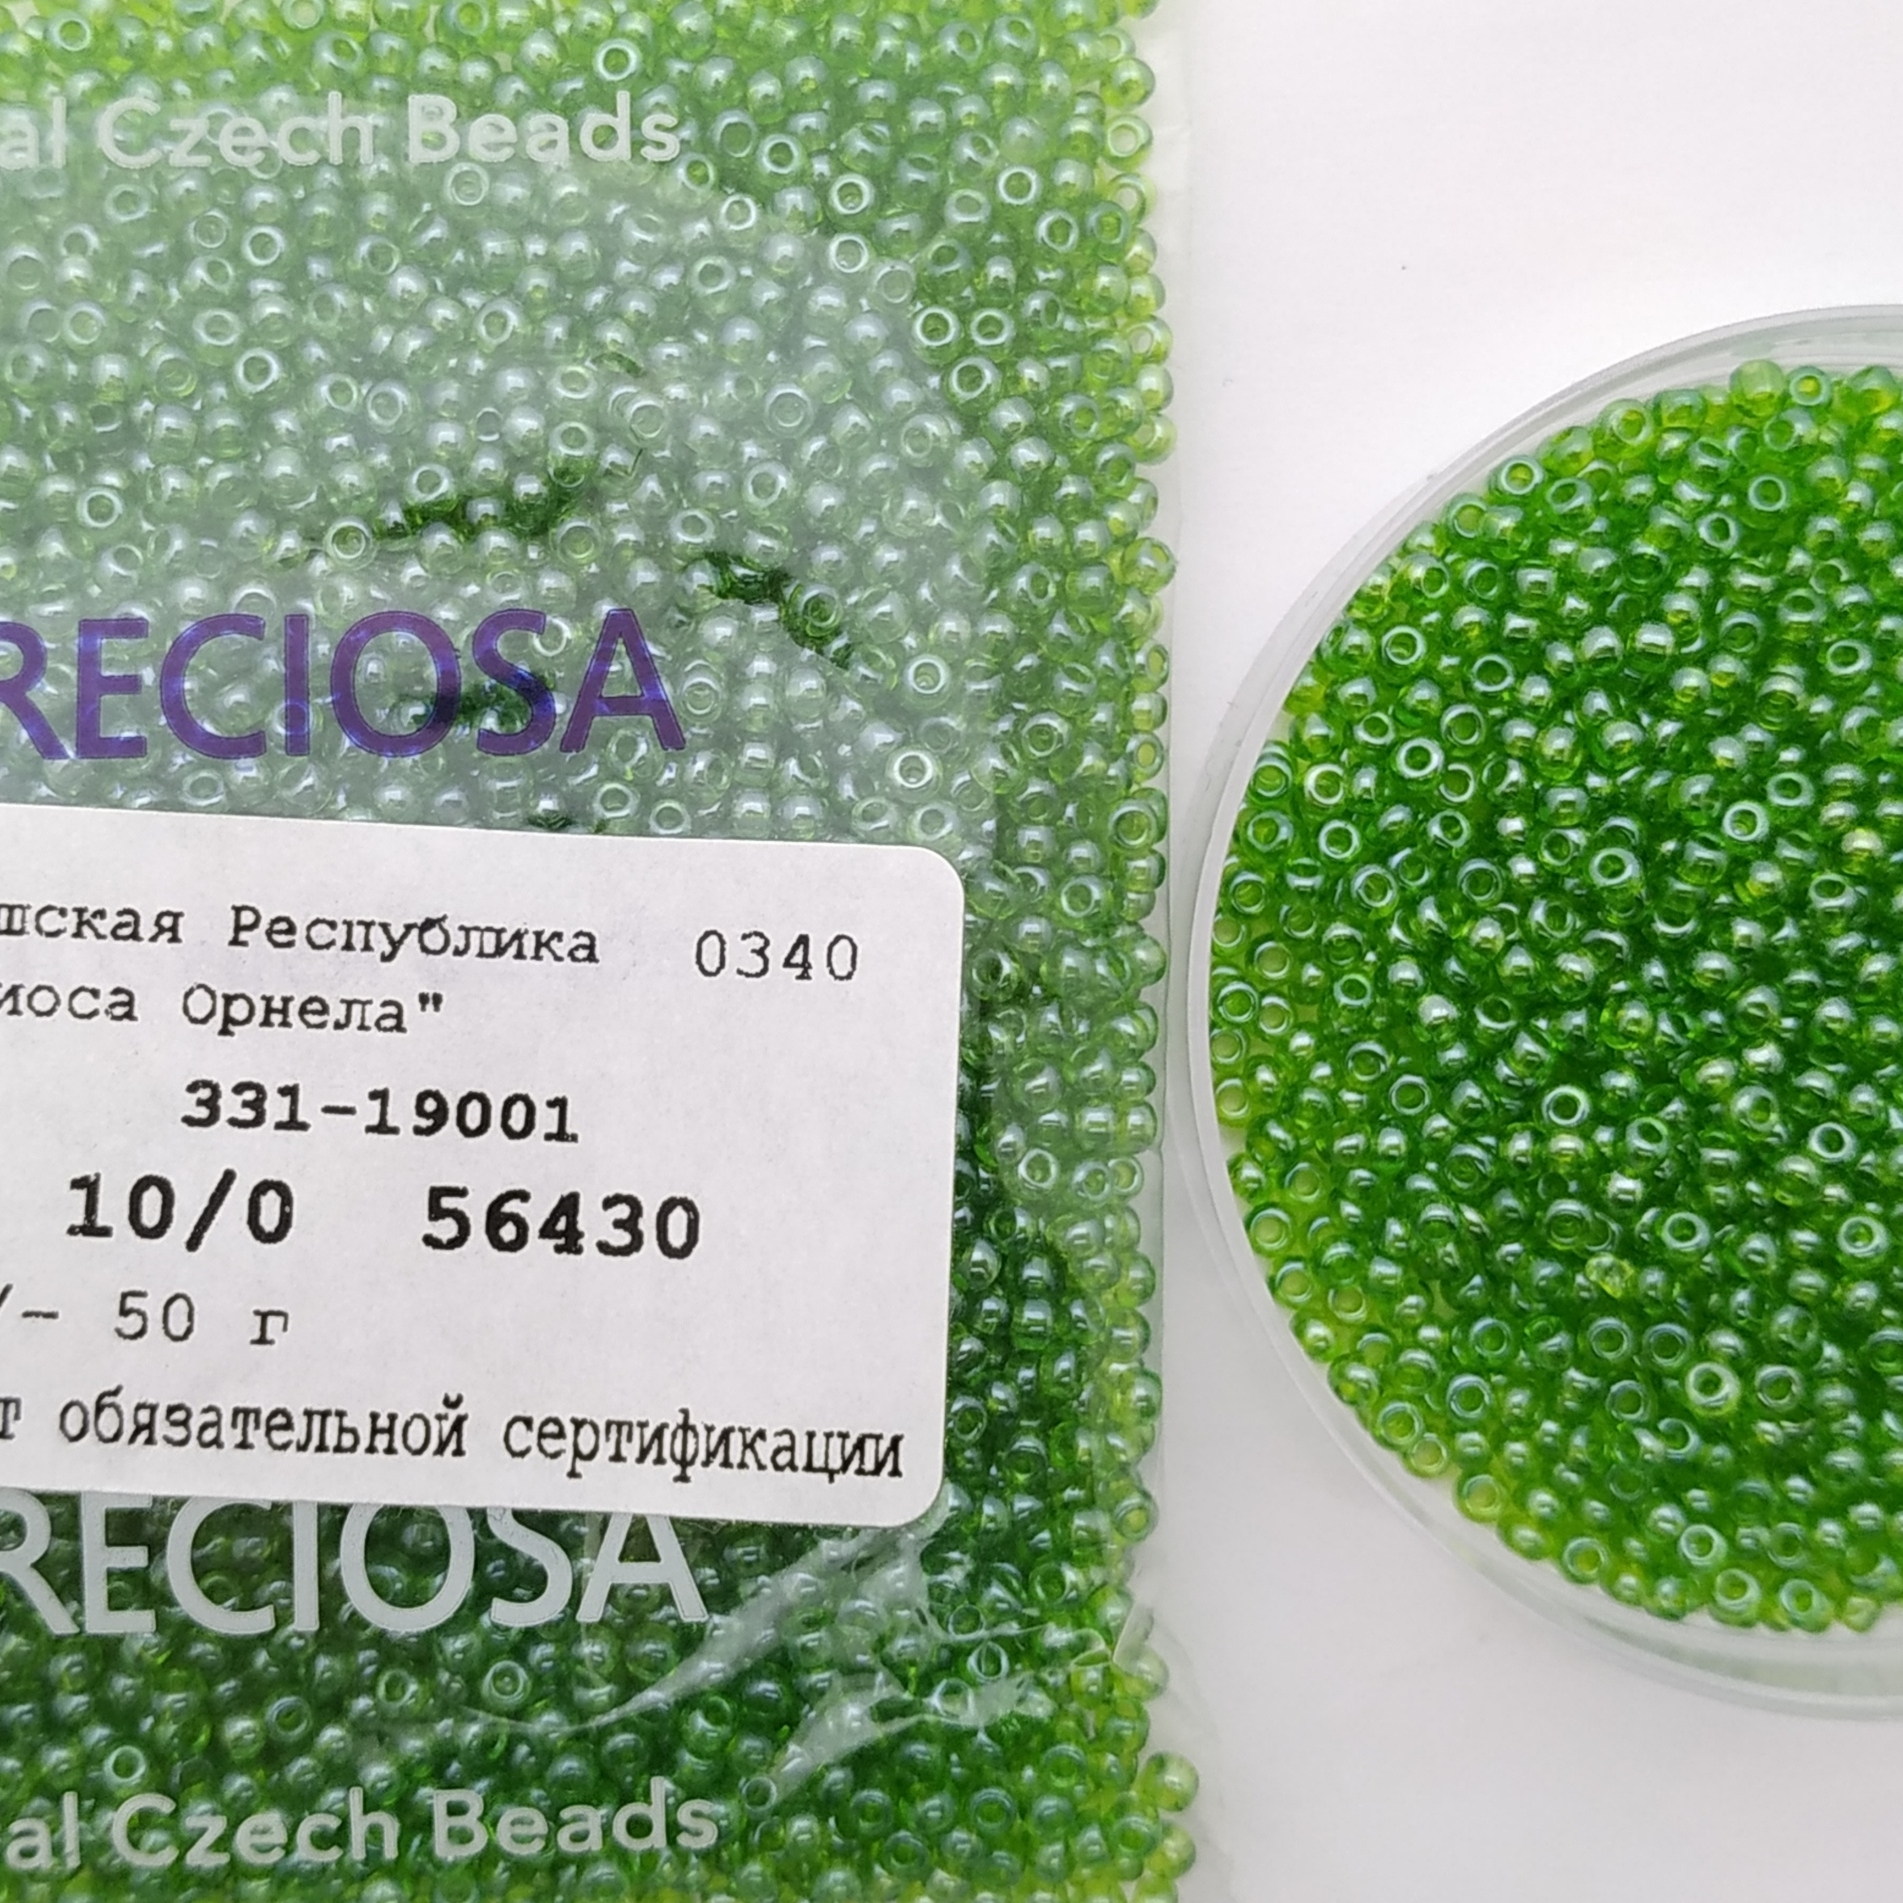 al Czech Beads
RECIOSA
шская Республика 0340
иоса Орнела"
331-19001
10/0 56430
/- 50 г
т обязательной сертификации
RECIOSA
al Czech Beads